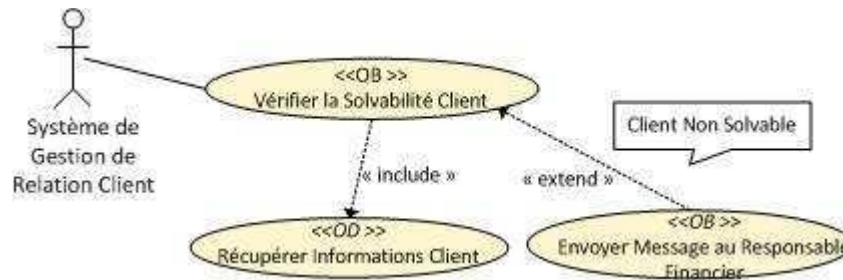 <<OB >>
Vérifier la Solvabilité Client
Système de
Gestion de
Relation Client
Client Non Solvable
« include »
« extend »
<<OD >>
Récupérer Informations Client
<<OB >>
Envoyer Message au Responsable
Financier